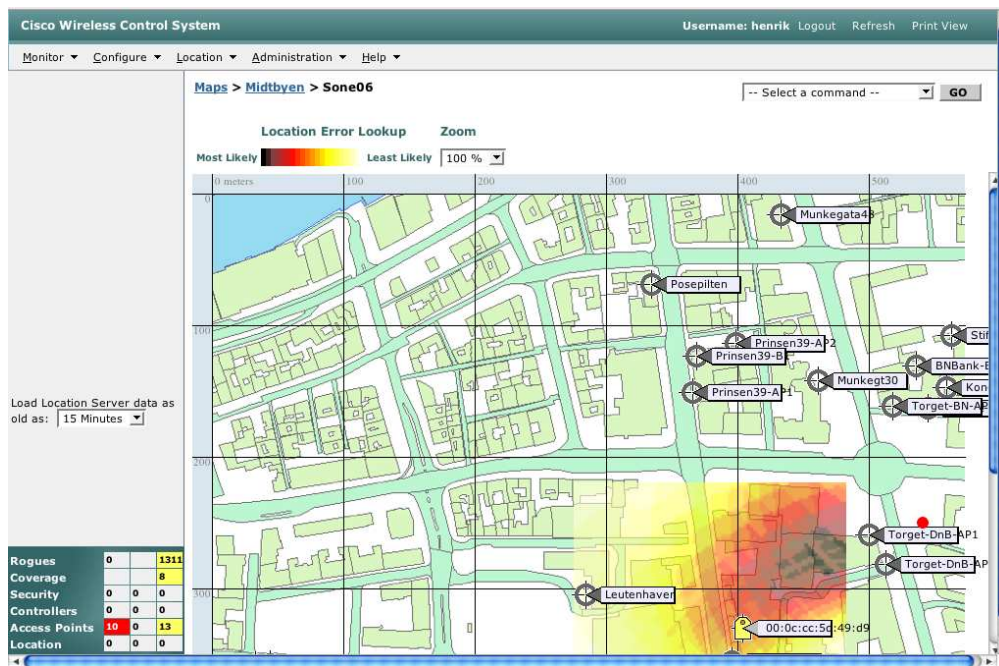 Cisco Wireless Control System
Username: henrik Logout Refresh Print View
Monitor Configure Location Administration Help
Maps > Midtbyen > Sone06
-- Select a command -- GO
Location Error Lookup Zoom
Most Likely Least Likely 100 %
0 meters 100 200 300 400 500
0
Munkegata48
Posepilten
100
Stif
Prinsen39-AP2
Prinsen39-B
BNBank-B
Munkegt30
Kon
Prinsen39-AP1
Torget-BN-AP
Load Location Server data as
old as: 15 Minutes
200
Torget-DnB-AP1
Torget-DnB-AP
Rogues 0 1311
Coverage 8
Security 0 0 0
Controllers 0 0 0
Access Points 10 0 13
Location 0 0 0
300
Leutenhaven
00:0c:cc:5d:49:d9